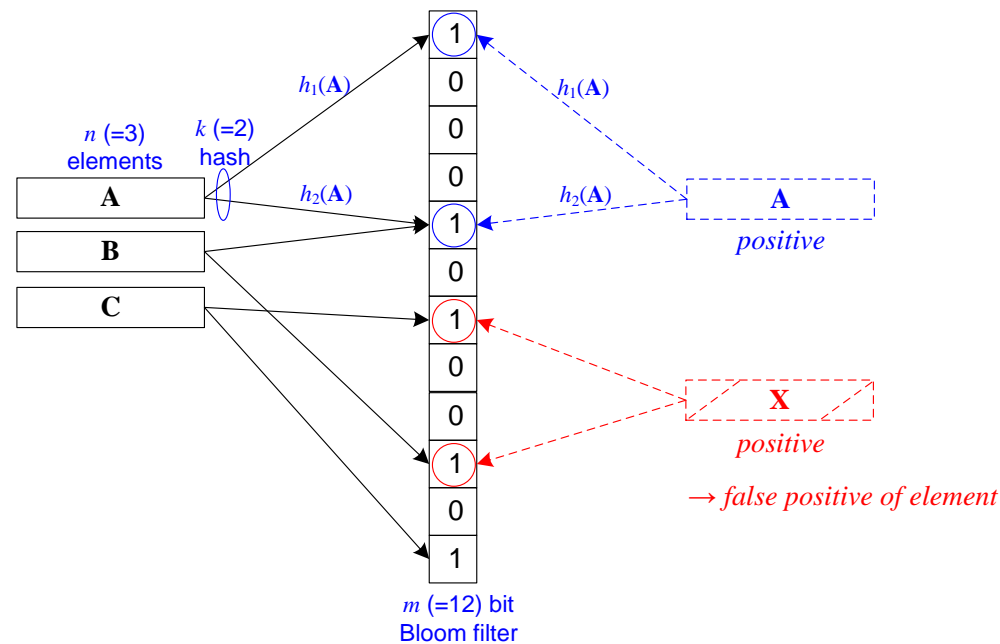 n (=3)
elements
k (=2)
hash
A
B
C
h₁(A)
h₂(A)
1
0
0
0
1
0
1
0
0
1
0
1
m (=12) bit
Bloom filter
h₁(A)
h₂(A)
A
positive
X
positive
→ false positive of element